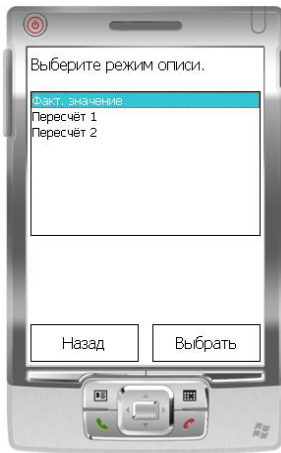 Выберите режим описи.
Факт. значение
Пересчёт 1
Пересчёт 2
Назад
Выбрать